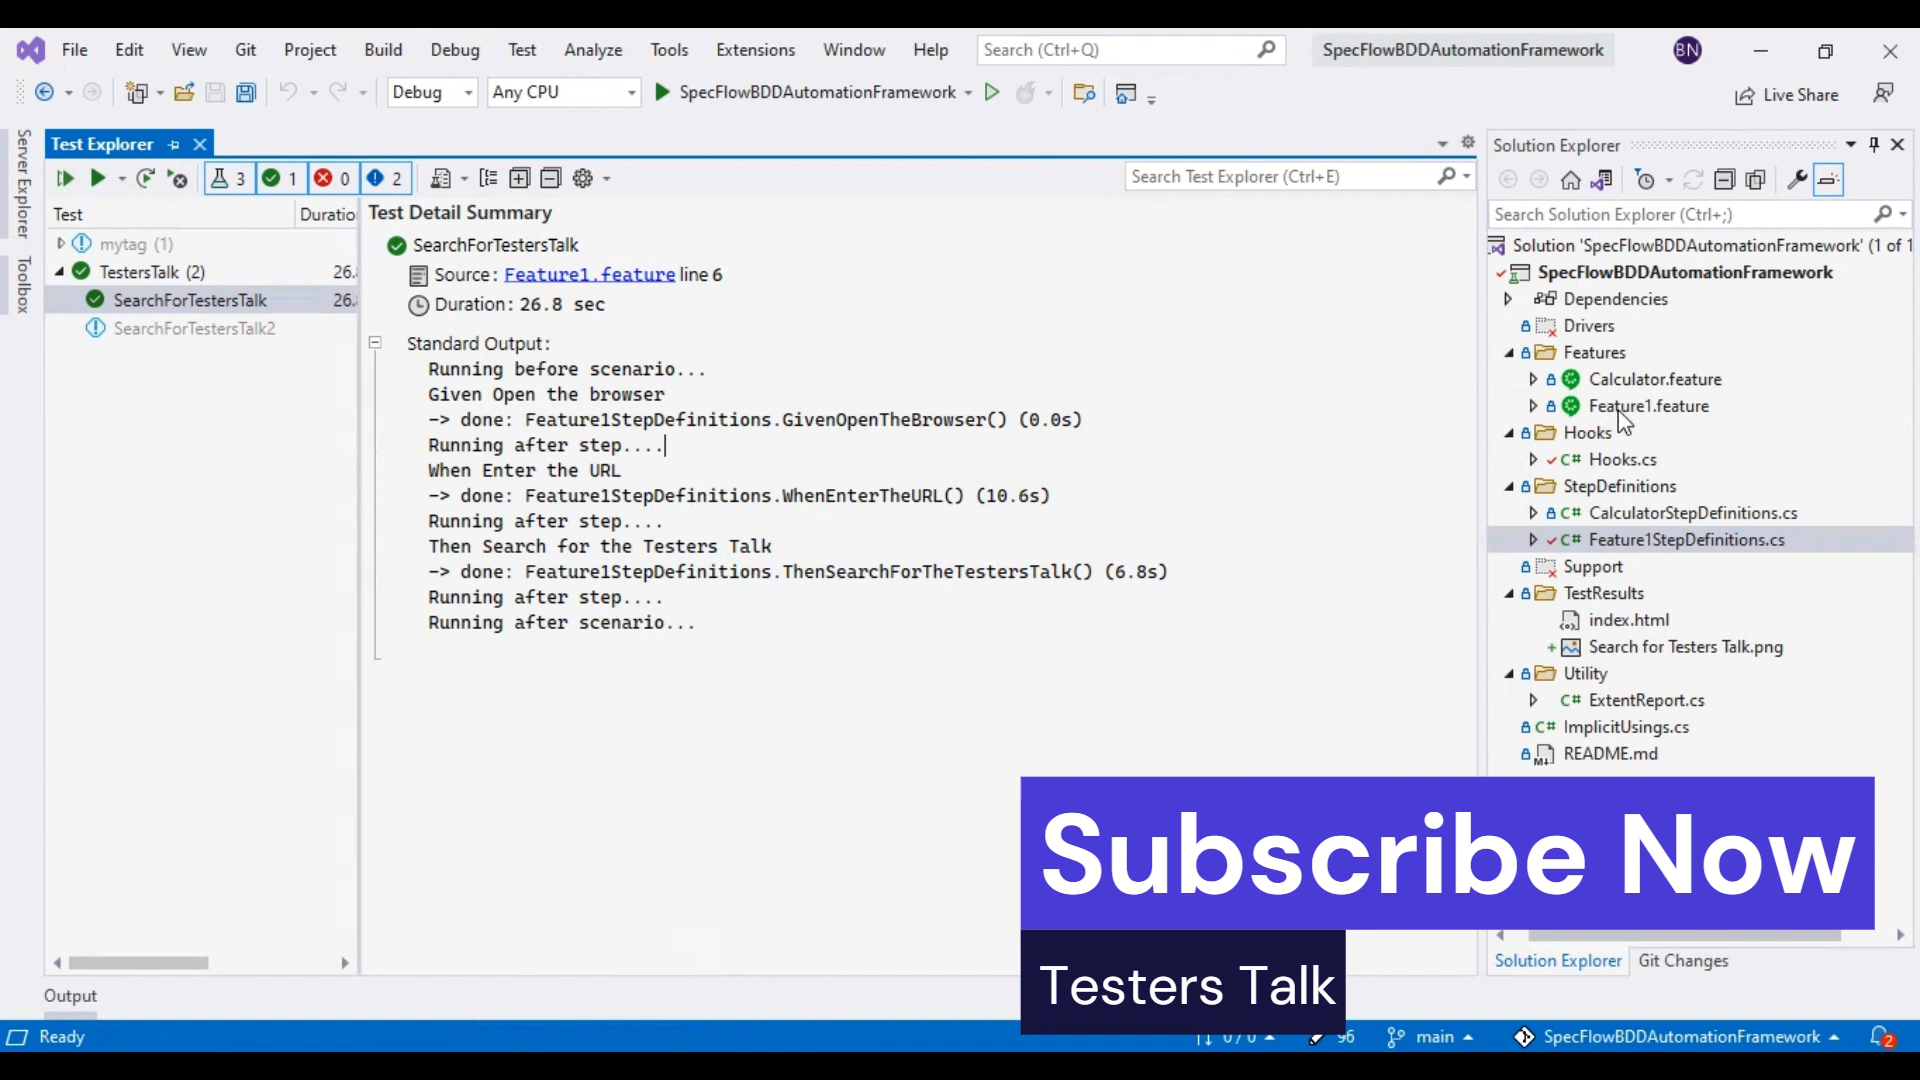 File Edit View Git Project Build Debug Test Analyze Tools Extensions Window Help Search (Ctrl+Q) SpecFlowBDDAutomationFramework BN
Debug Any CPU SpecFlowBDDAutomationFramework Live Share
Server Explorer
Toolbox
Test Explorer
3 1 0 2 Search Test Explorer (Ctrl+E)
Test Duratio
mytag (1)
TestersTalk (2) 26.
SearchForTestersTalk 26.
SearchForTestersTalk2
Test Detail Summary
SearchForTestersTalk
Source: Feature1.feature line 6
Duration: 26.8 sec
Standard Output:
Running before scenario...
Given Open the browser
-> done: Feature1StepDefinitions.GivenOpenTheBrowser() (0.0s)
Running after step....
When Enter the URL
-> done: Feature1StepDefinitions.WhenEnterTheURL() (10.6s)
Running after step....
Then Search for the Testers Talk
-> done: Feature1StepDefinitions.ThenSearchForTheTestersTalk() (6.8s)
Running after step....
Running after scenario...
Solution Explorer
Search Solution Explorer (Ctrl+;)
Solution 'SpecFlowBDDAutomationFramework' (1 of 1
SpecFlowBDDAutomationFramework
Dependencies
Drivers
Features
Calculator.feature
Feature1.feature
Hooks
C# Hooks.cs
StepDefinitions
C# CalculatorStepDefinitions.cs
C# Feature1StepDefinitions.cs
Support
TestResults
index.html
Search for Testers Talk.png
Utility
C# ExtentReport.cs
C# ImplicitUsings.cs
README.md
Subscribe Now
Testers Talk
Solution Explorer Git Changes
Output
Ready 0 / 0 96 main SpecFlowBDDAutomationFramework 2